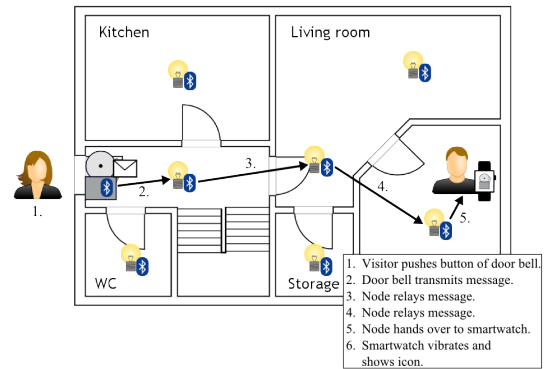 Kitchen
Living room
3.
2.
4.
1.
5.
WC
Storage
1. Visitor pushes button of door bell.
2. Door bell transmits message.
3. Node relays message.
4. Node relays message.
5. Node hands over to smartwatch.
6. Smartwatch vibrates and
shows icon.